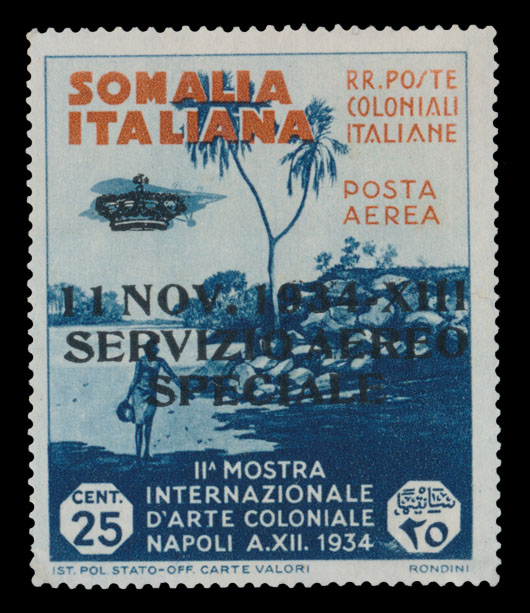 SOMALIA
ITALIANA
RR. POSTE
COLONIALI
ITALIANE
POSTA
AEREA
11 NOV. 1934-XIII
SERVIZIO AEREO
SPECIALE
IIA MOSTRA
INTERNAZIONALE
D'ARTE COLONIALE
NAPOLI A.XII. 1934
CENT.
25
سنتيما
٢٥
IST. POL. STATO-OFF. CARTE VALORI
RONDINI